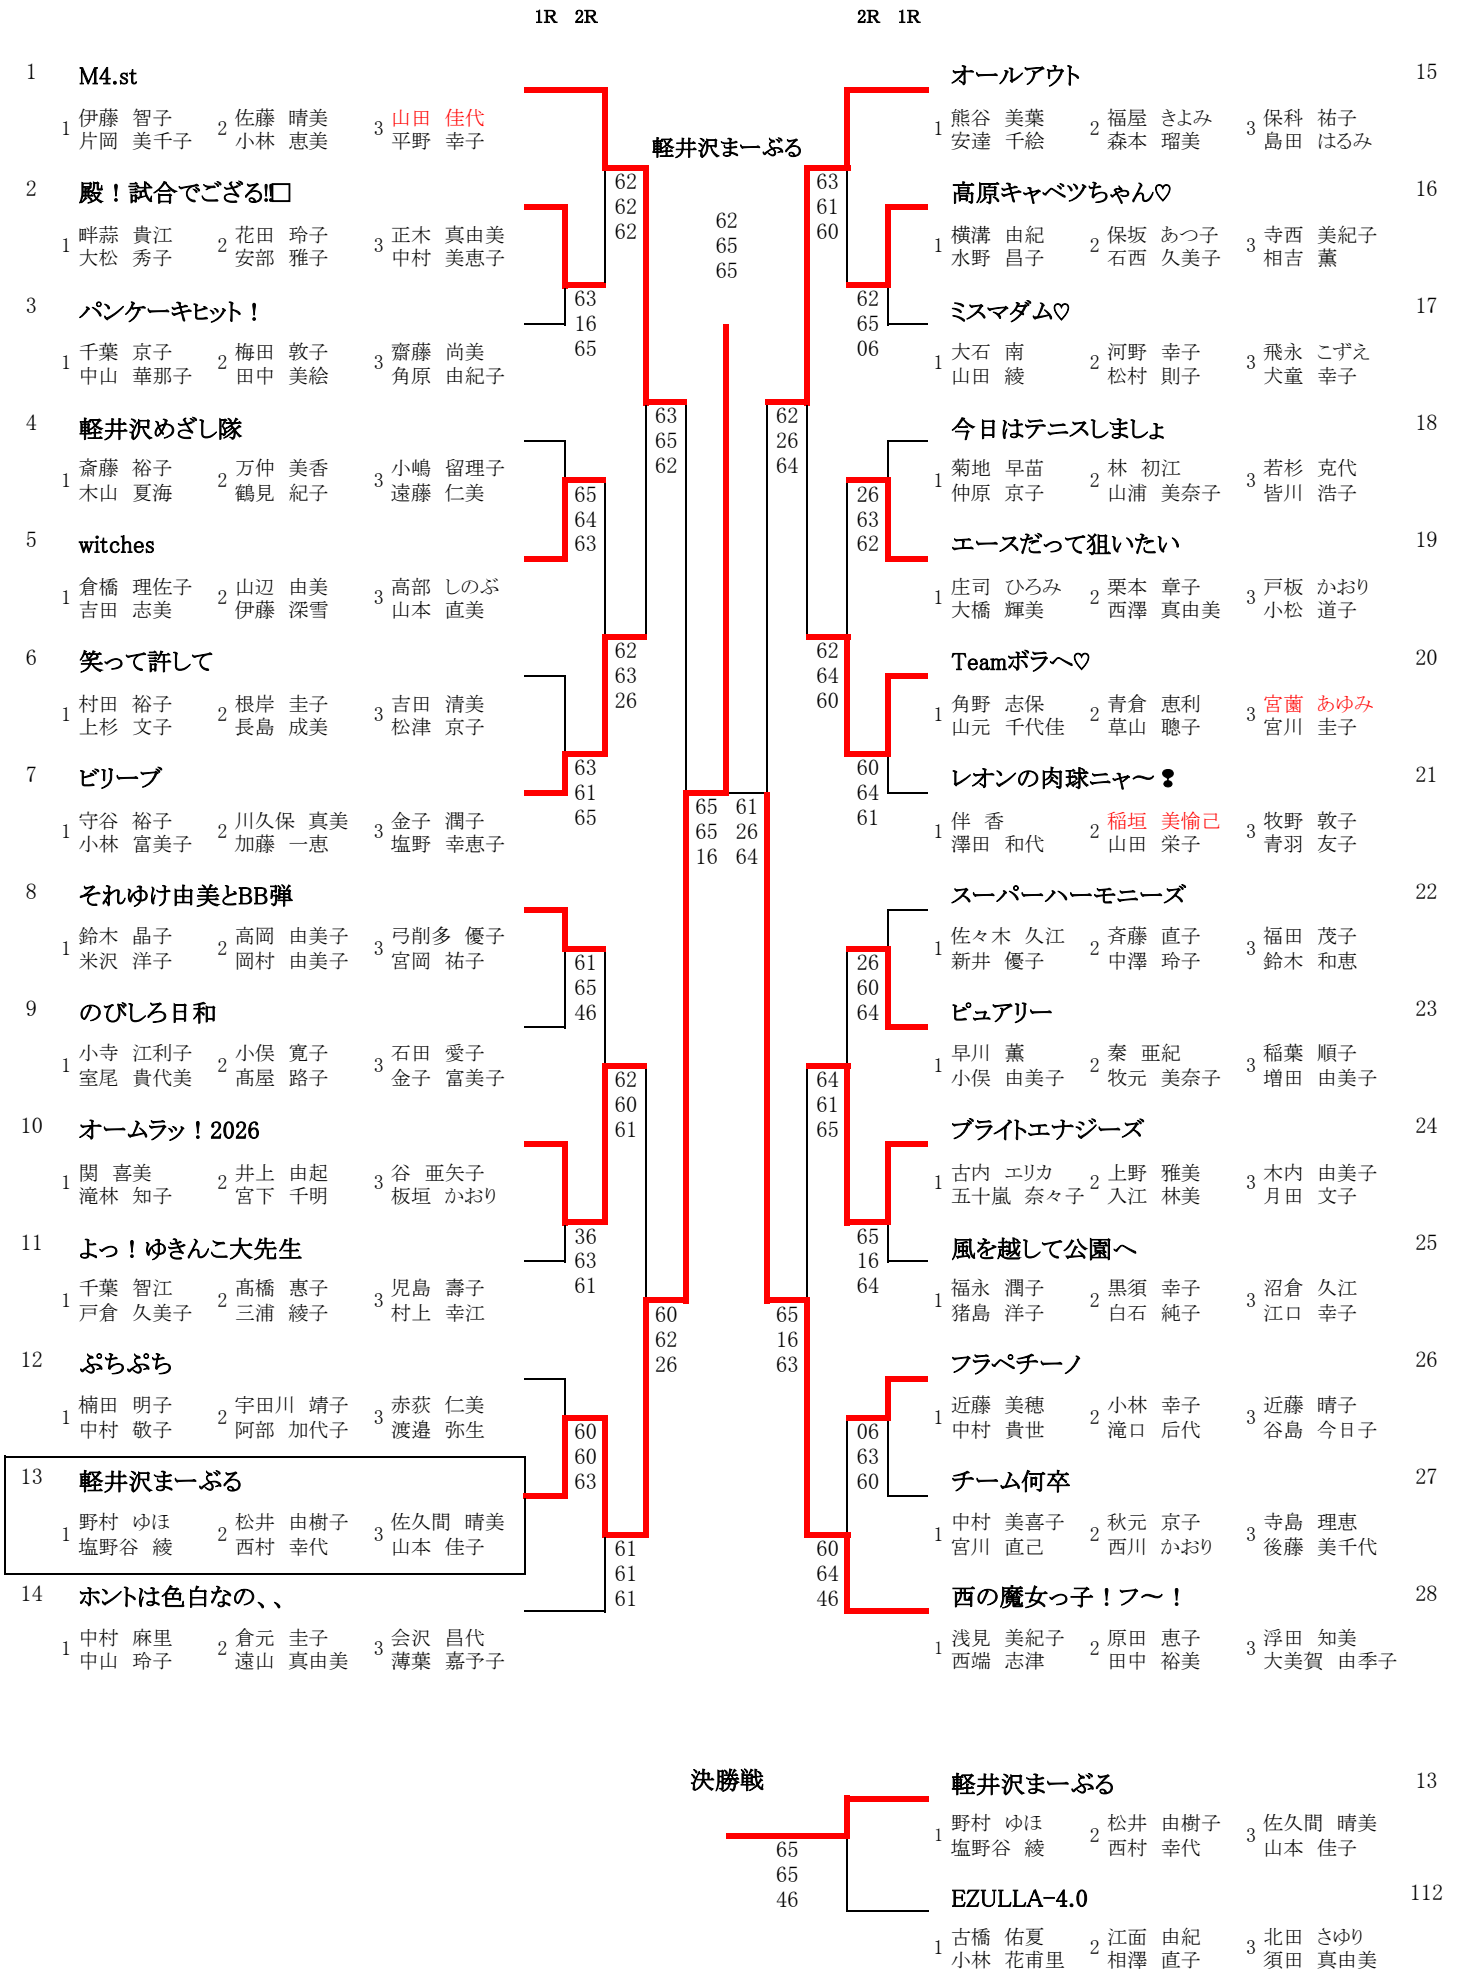 1R 2R
2R 1R
1 M4.st
1 伊藤 智子 2 佐藤 晴美 3 山田 佳代
片岡 美千子 小林 恵美 平野 幸子
2 殿！試合でござる!!□
1 畔蒜 貴江 2 花田 玲子 3 正木 真由美
大松 秀子 安部 雅子 中村 美恵子
3 パンケーキヒット！
1 千葉 京子 2 梅田 敦子 3 齋藤 尚美
中山 華那子 田中 美絵 角原 由紀子
4 軽井沢めざし隊
1 斎藤 裕子 2 万仲 美香 3 小嶋 留理子
木山 夏海 鶴見 紀子 遠藤 仁美
5 witches
1 倉橋 理佐子 2 山辺 由美 3 高部 しのぶ
吉田 志美 伊藤 深雪 山本 直美
6 笑って許して
1 村田 裕子 2 根岸 圭子 3 吉田 清美
上杉 文子 長島 成美 松津 京子
7 ビリーブ
1 守谷 裕子 2 川久保 真美 3 金子 潤子
小林 富美子 加藤 一恵 塩野 幸恵子
8 それゆけ由美とBB弾
1 鈴木 晶子 2 高岡 由美子 3 弓削多 優子
米沢 洋子 岡村 由美子 宮岡 祐子
9 のびしろ日和
1 小寺 江利子 2 小俣 寛子 3 石田 愛子
室尾 貴代美 髙屋 路子 金子 富美子
10 オームラッ！2026
1 関 喜美 2 井上 由起 3 谷 亜矢子
滝林 知子 宮下 千明 板垣 かおり
11 よっ！ゆきんこ大先生
1 千葉 智江 2 髙橋 惠子 3 児島 壽子
戸倉 久美子 三浦 綾子 村上 幸江
12 ぷちぷち
1 楠田 明子 2 宇田川 靖子 3 赤荻 仁美
中村 敬子 阿部 加代子 渡邉 弥生
13 軽井沢まーぶる
1 野村 ゆほ 2 松井 由樹子 3 佐久間 晴美
塩野谷 綾 西村 幸代 山本 佳子
14 ホントは色白なの、、
1 中村 麻里 2 倉元 圭子 3 会沢 昌代
中山 玲子 遠山 真由美 薄葉 嘉予子
63
16
65
65
64
63
63
61
65
61
65
46
36
63
61
60
60
63
62
62
62
62
63
26
62
60
61
61
61
61
63
65
62
60
62
26
65
65
16
軽井沢まーぶる
62
65
65
61
26
64
62
26
64
65
16
63
63
61
60
62
64
60
64
61
65
60
64
46
62
65
06
26
63
62
60
64
61
26
60
64
65
16
64
06
63
60
オールアウト 15
1 熊谷 美葉 2 福屋 きよみ 3 保科 祐子
安達 千絵 森本 瑠美 島田 はるみ
高原キャベツちゃん♡ 16
1 横溝 由紀 2 保坂 あつ子 3 寺西 美紀子
水野 昌子 石西 久美子 相吉 薫
ミスマダム♡ 17
1 大石 南 2 河野 幸子 3 飛永 こずえ
山田 綾 松村 則子 犬童 幸子
今日はテニスしましょ 18
1 菊地 早苗 2 林 初江 3 若杉 克代
仲原 京子 山浦 美奈子 皆川 浩子
エースだって狙いたい 19
1 庄司 ひろみ 2 栗本 章子 3 戸板 かおり
大橋 輝美 西澤 真由美 小松 道子
Teamボラへ♡ 20
1 角野 志保 2 青倉 恵利 3 宮薗 あゆみ
山元 千代佳 草山 聰子 宮川 圭子
レオンの肉球ニャ～❣ 21
1 伴 香 2 稲垣 美愉己 3 牧野 敦子
澤田 和代 山田 栄子 青羽 友子
スーパーハーモニーズ 22
1 佐々木 久江 2 斉藤 直子 3 福田 茂子
新井 優子 中澤 玲子 鈴木 和恵
ピュアリー 23
1 早川 薫 2 秦 亜紀 3 稲葉 順子
小俣 由美子 牧元 美奈子 増田 由美子
ブライトエナジーズ 24
1 古内 エリカ 2 上野 雅美 3 木内 由美子
五十嵐 奈々子 入江 林美 月田 文子
風を越して公園へ 25
1 福永 潤子 2 黒須 幸子 3 沼倉 久江
猪島 洋子 白石 純子 江口 幸子
フラペチーノ 26
1 近藤 美穂 2 小林 幸子 3 近藤 晴子
中村 貴世 滝口 后代 谷島 今日子
チーム何卒 27
1 中村 美喜子 2 秋元 京子 3 寺島 理恵
宮川 直己 西川 かおり 後藤 美千代
西の魔女っ子！フ～！ 28
1 浅見 美紀子 2 原田 恵子 3 浮田 知美
西端 志津 田中 裕美 大美賀 由季子
決勝戦
軽井沢まーぶる 13
1 野村 ゆほ 2 松井 由樹子 3 佐久間 晴美
塩野谷 綾 西村 幸代 山本 佳子
65
65
46
EZULLA-4.0 112
1 古橋 佑夏 2 江面 由紀 3 北田 さゆり
小林 花甫里 相澤 直子 須田 真由美